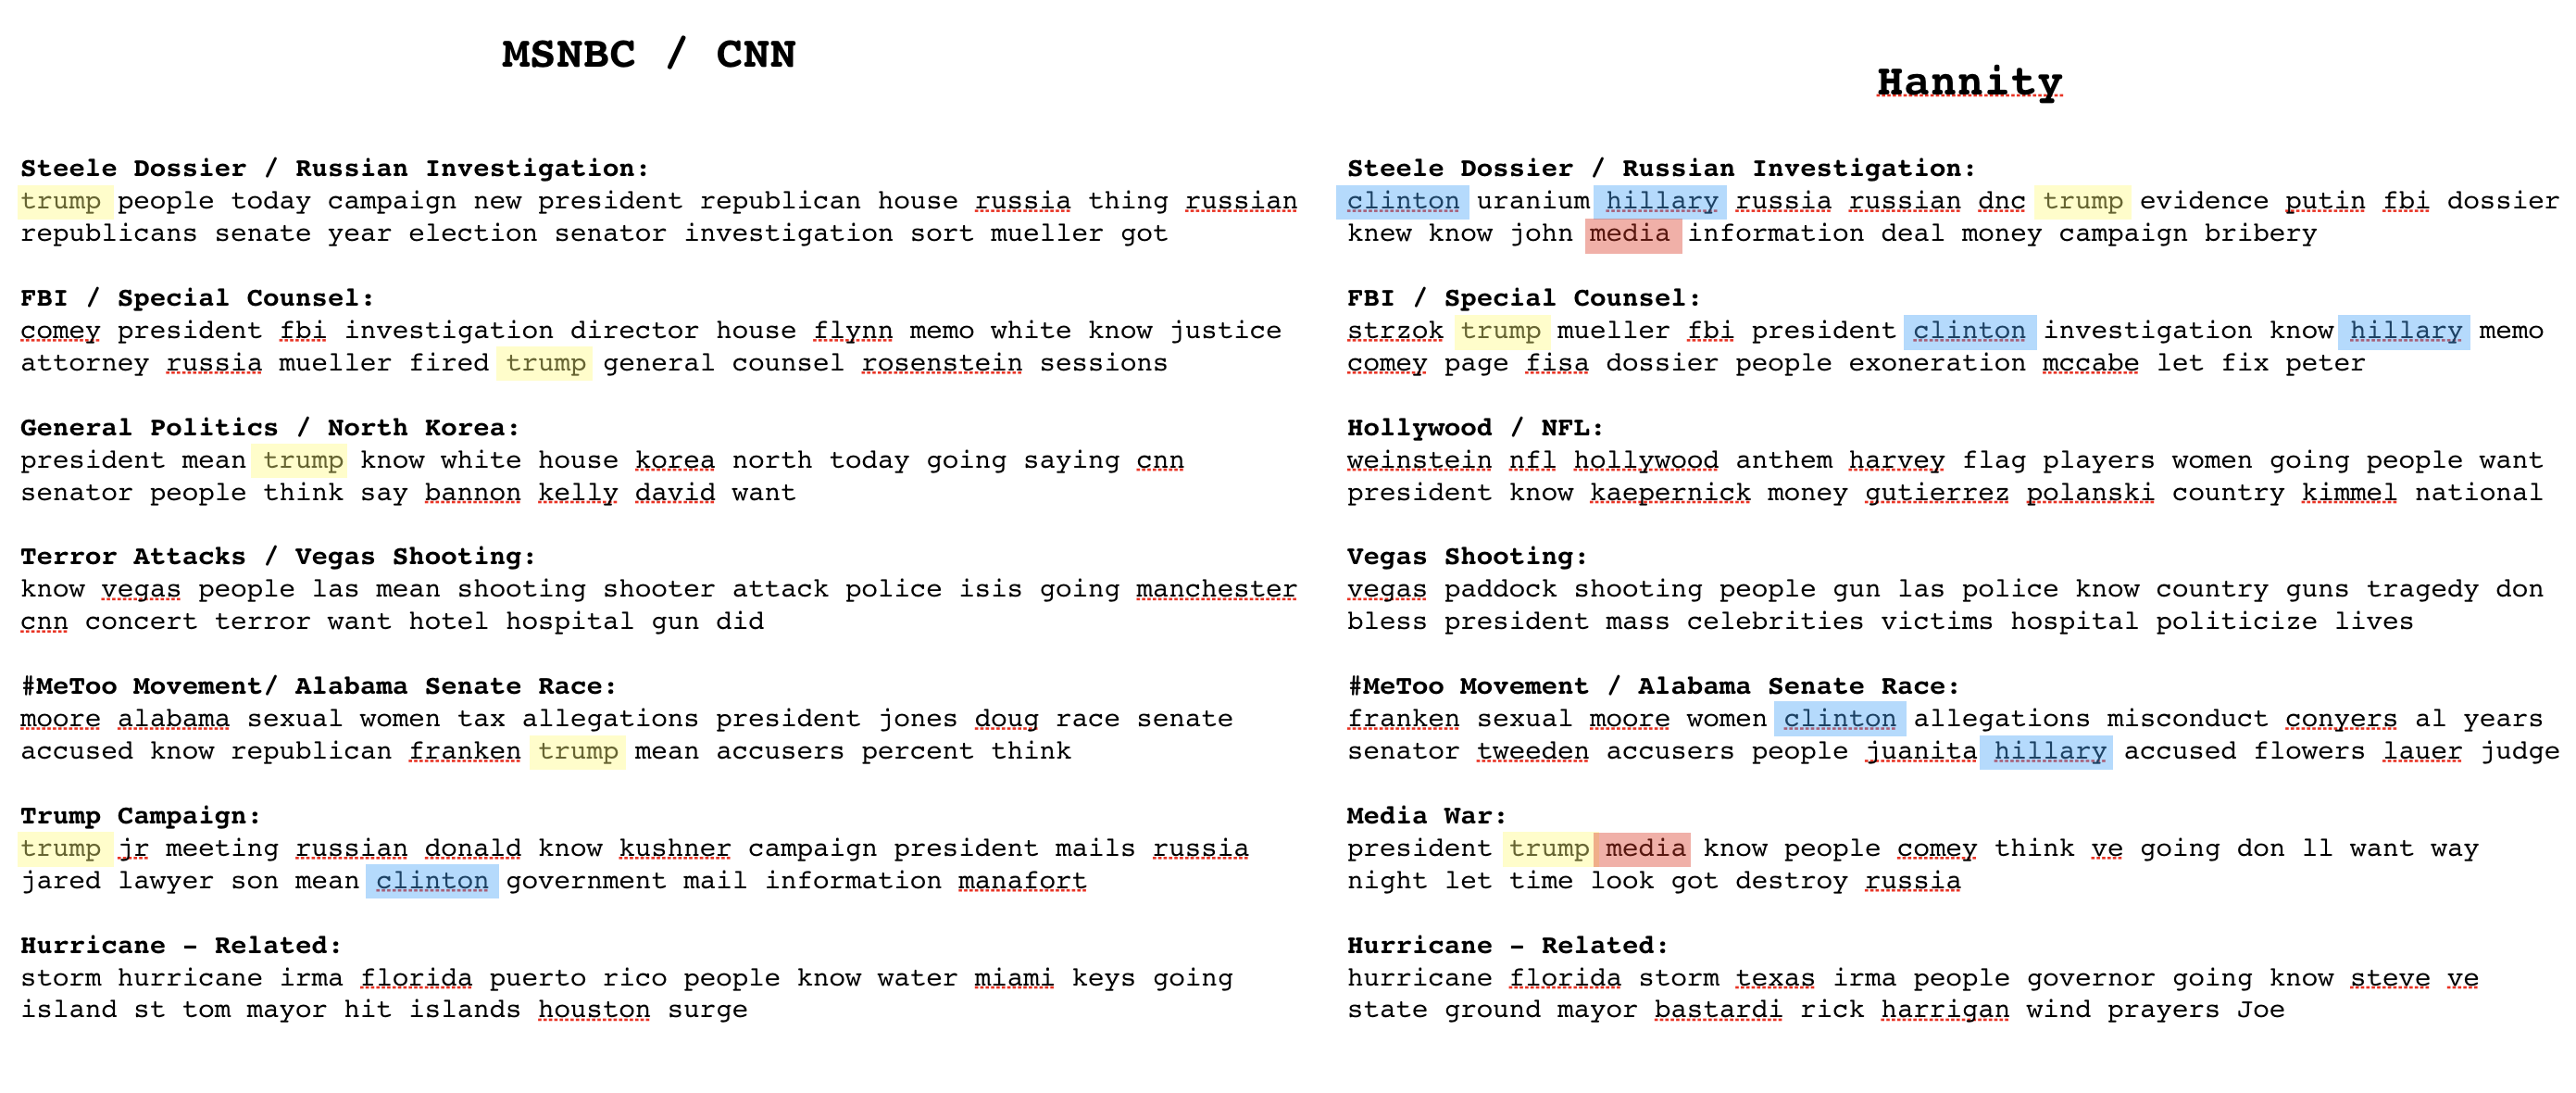 MSNBC / CNN
Steele Dossier / Russian Investigation:
trump people today campaign new president republican house russia thing russian
republicans senate year election senator investigation sort mueller got
FBI / Special Counsel:
comey president fbi investigation director house flynn memo white know justice
attorney russia mueller fired trump general counsel rosenstein sessions
General Politics / North Korea:
president mean trump know white house korea north today going saying cnn
senator people think say bannon kelly david want
Terror Attacks / Vegas Shooting:
know vegas people las mean shooting shooter attack police isis going manchester
cnn concert terror want hotel hospital gun did
#MeToo Movement/ Alabama Senate Race:
moore alabama sexual women tax allegations president jones doug race senate
accused know republican franken trump mean accusers percent think
Trump Campaign:
trump jr meeting russian donald know kushner campaign president mails russia
jared lawyer son mean clinton government mail information manafort
Hurricane – Related:
storm hurricane irma florida puerto rico people know water miami keys going
island st tom mayor hit islands houston surge
Hannity
Steele Dossier / Russian Investigation:
clinton uranium hillary russia russian dnc trump evidence putin fbi dossier
knew know john media information deal money campaign bribery
FBI / Special Counsel:
strzok trump mueller fbi president clinton investigation know hillary memo
comey page fisa dossier people exoneration mccabe let fix peter
Hollywood / NFL:
weinstein nfl hollywood anthem harvey flag players women going people want
president know kaepernick money gutierrez polanski country kimmel national
Vegas Shooting:
vegas paddock shooting people gun las police know country guns tragedy don
bless president mass celebrities victims hospital politicize lives
#MeToo Movement / Alabama Senate Race:
franken sexual moore women clinton allegations misconduct conyers al years
senator tweeden accusers people juanita hillary accused flowers lauer judge
Media War:
president trump media know people comey think ve going don ll want way
night let time look got destroy russia
Hurricane – Related:
hurricane florida storm texas irma people governor going know steve ve
state ground mayor bastardi rick harrigan wind prayers Joe